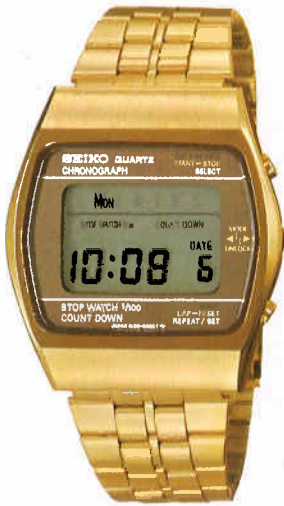 SEIKO QUARTZ START-STOP
CHRONOGRAPH SELECT
MON
STOP WATCH COUNT DOWN
MODE
UNLOCK
DATE
10:08 6
STOP WATCH 1/100 LAP-RESET
COUNT DOWN REPEAT/SET
JAPAN